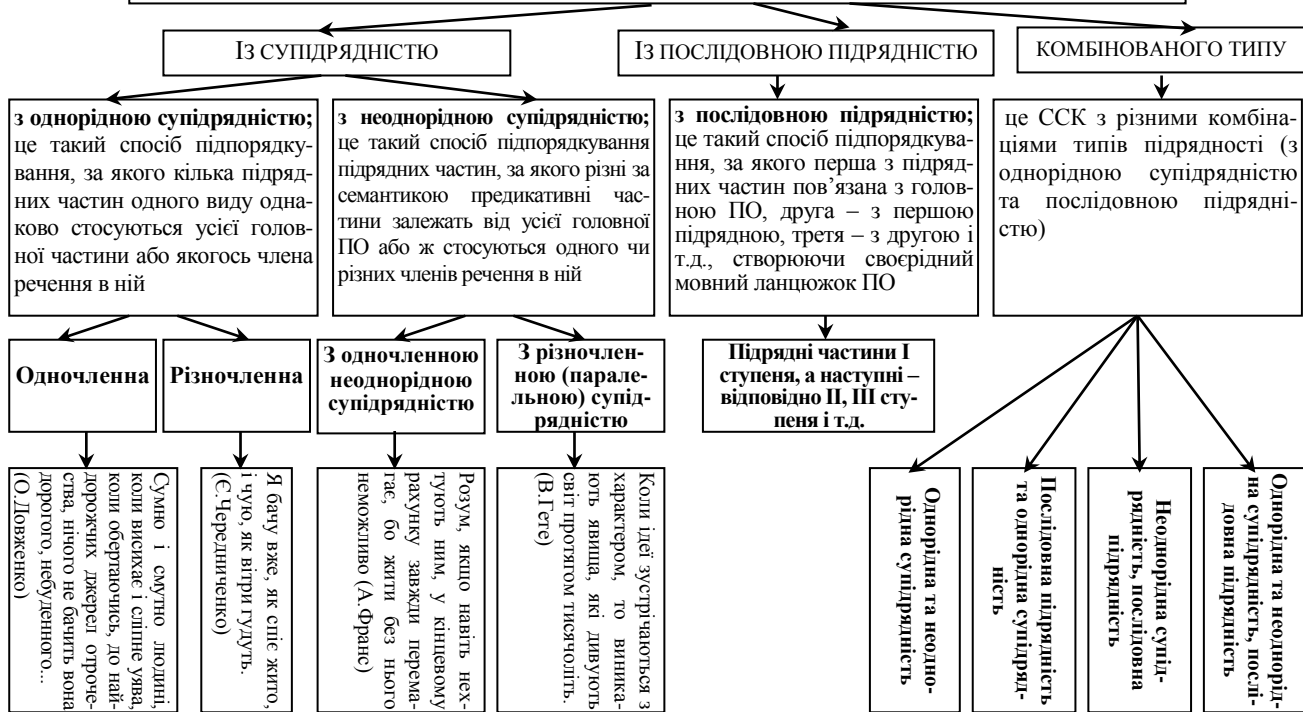 ІЗ СУПІДРЯДНІСТЮ
ІЗ ПОСЛІДОВНОЮ ПІДРЯДНІСТЮ
КОМБІНОВАНОГО ТИПУ
з однорідною супідрядністю;
це такий спосіб підпорядку-
вання, за якого кілька підряд-
них частин одного виду одна-
ково стосуються усієї голов-
ної частини або якогось члена
речення в ній
з неоднорідною супідрядністю;
це такий спосіб підпорядкування
підрядних частин, за якого різні за
семантикою предикативні час-
тини залежать від усієї головної
ПО або ж стосуються одного чи
різних членів речення в ній
з послідовною підрядністю;
це такий спосіб підпорядкува-
ння, за якого перша з підряд-
них частин пов’язана з голов-
ною ПО, друга – з першою
підрядною, третя – з другою і
т.д., створюючи своєрідний
мовний ланцюжок ПО
це ССК з різними комбіна-
ціями типів підрядності (з
однорідною супідрядністю
та послідовною підрядні-
стю)
Одночленна
Різночленна
З одночленною
неоднорідною
супідрядністю
З різночлен-
ною (парале-
льною) супід-
рядністю
Підрядні частини І
ступеня, а наступні –
відповідно ІІ, ІІІ сту-
пеня і т.д.
Сумно і смутно людині,
коли висихає і сліпне уява,
коли обертаючись, до най-
дорожчих джерел отроче-
ства, нічого не бачить вона
дорогого, небуденного...
(О.Довженко)
Я бачу вже, як спіє жито,
і чую, як вітри гудуть.
(Є.Чередниченко)
Розум, якщо навіть нех-
тують ним, у кінцевому
рахунку завжди перема-
гає, бо жити без нього
неможливо (А.Франс)
Коли ідеї зустрічаються з
характером, то виника-
ють явища, які дивують
світ протягом тисячоліть.
(В.Гете)
Однорідна та неодно-
рідна супідрядність
Послідовна підрядність
та однорідна супідряд-
ність
Неоднорідна супід-
рядність, послідовна
підрядність
Однорідна та неоднорід-
на супідрядність, послі-
довна підрядність